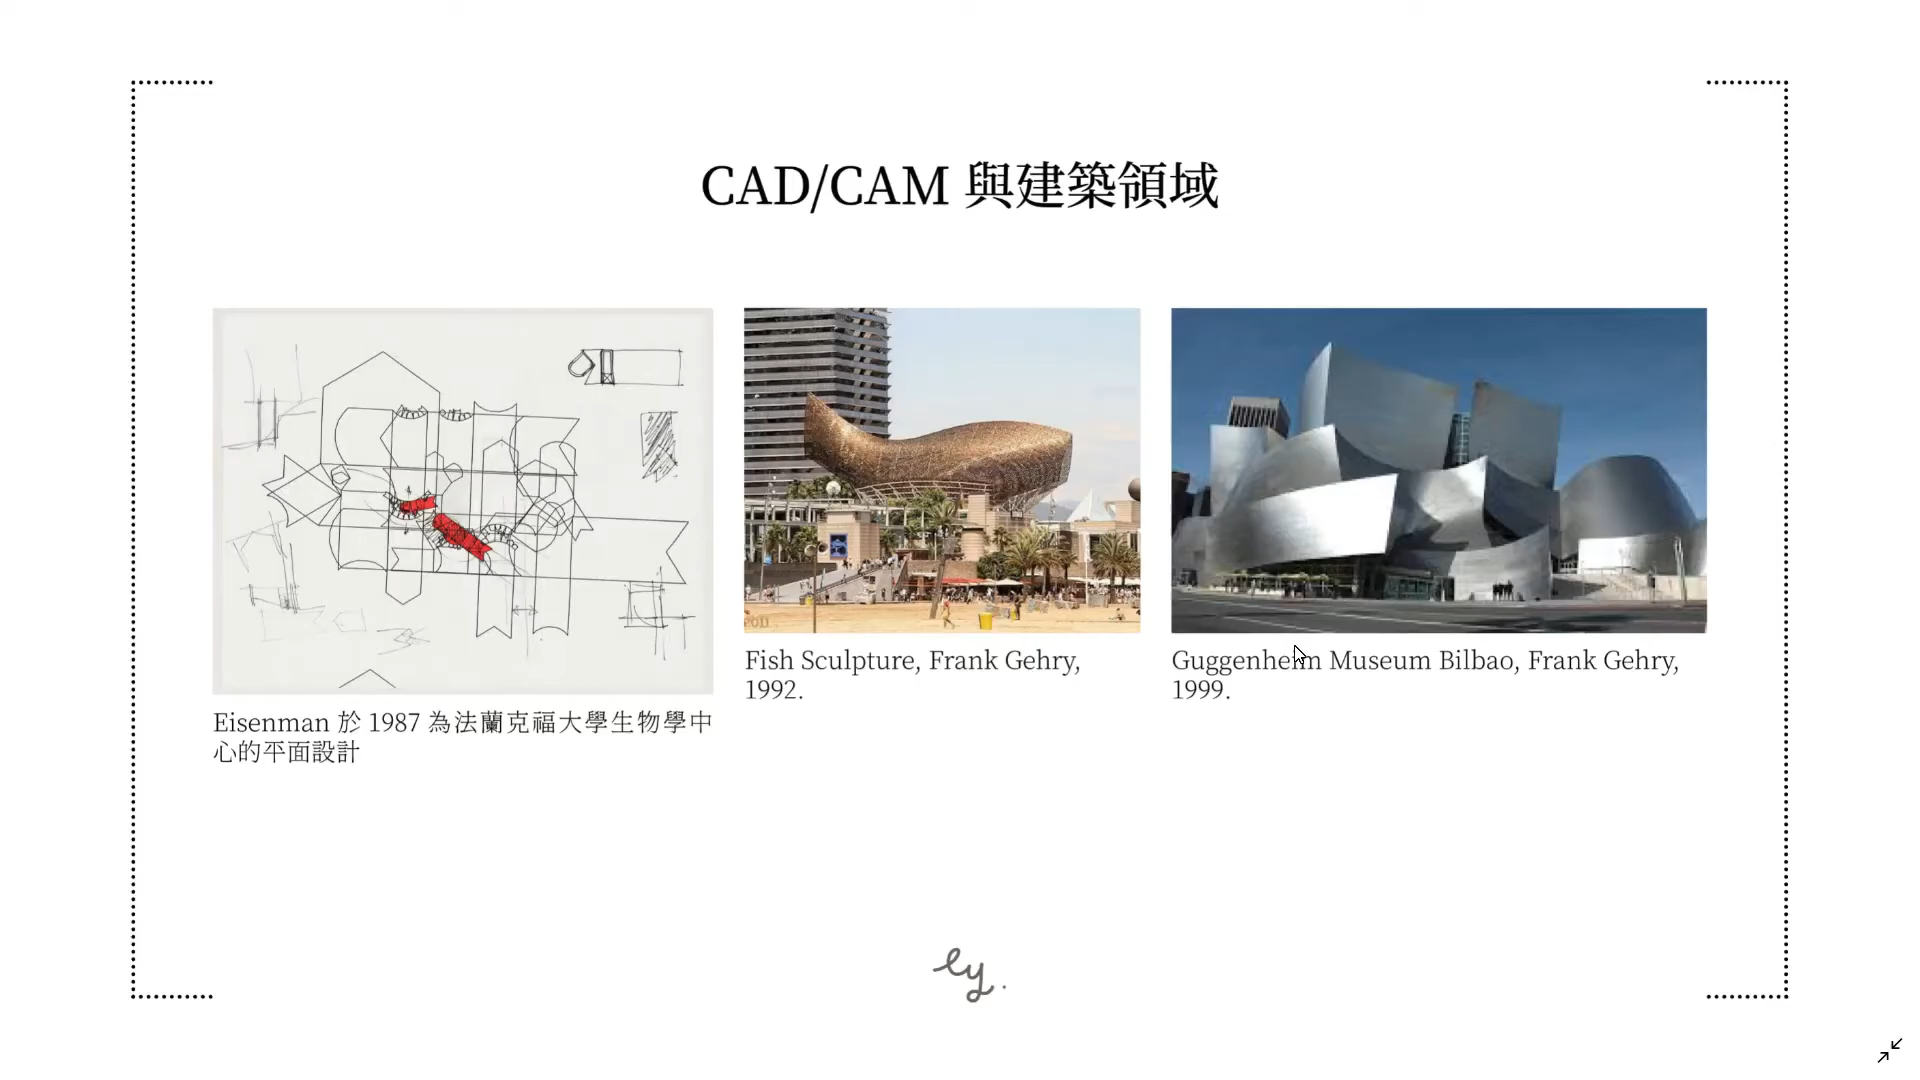 CAD/CAM 與建築領域
Eisenman 於 1987 為法蘭克福大學生物學中
心的平面設計
Fish Sculpture, Frank Gehry,
1992.
Guggenheim Museum Bilbao, Frank Gehry,
1999.
ly.